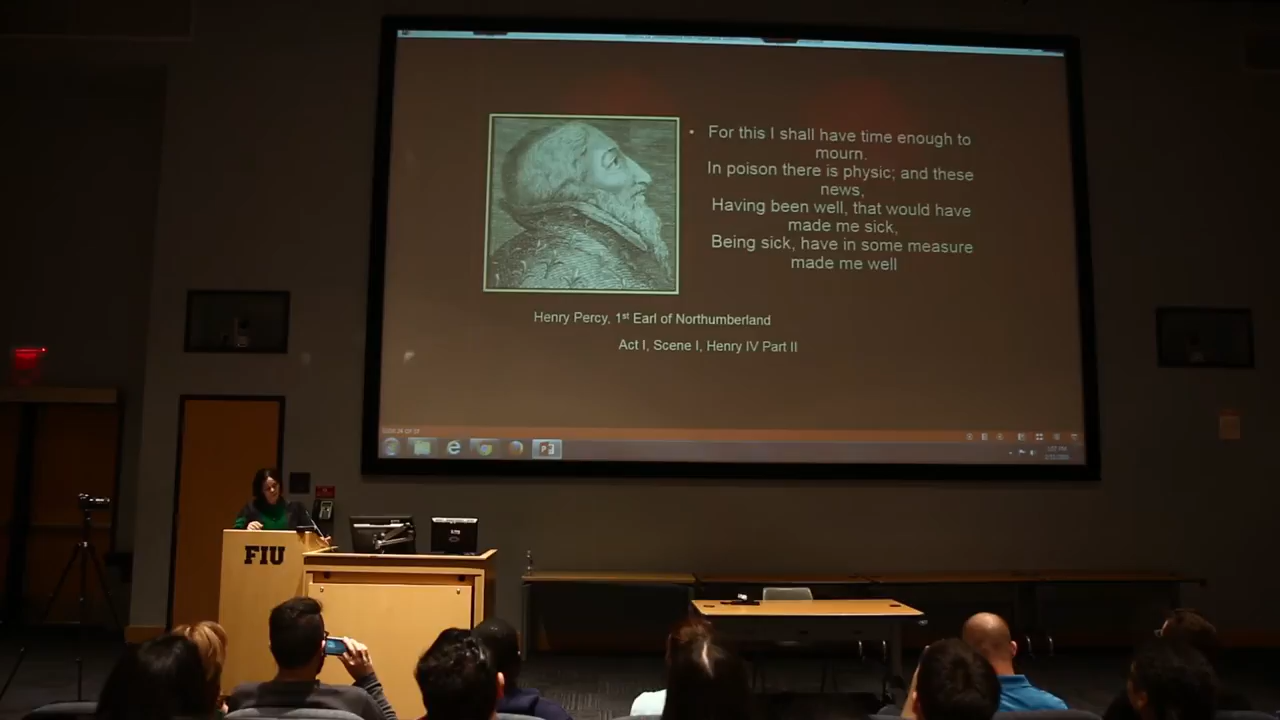 • For this I shall have time enough to
mourn.
In poison there is physic; and these
news,
Having been well, that would have
made me sick,
Being sick, have in some measure
made me well
Henry Percy, 1st Earl of Northumberland
Act I, Scene I, Henry IV Part II
FIU